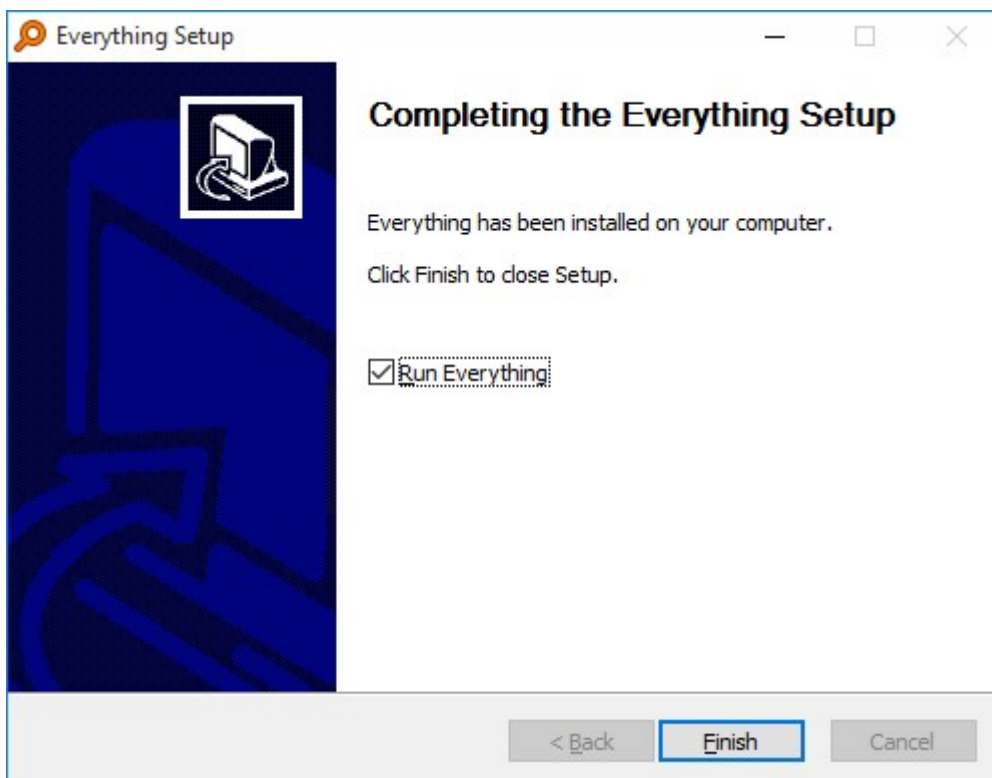 Everything Setup
Completing the Everything Setup
Everything has been installed on your computer.
Click Finish to close Setup.
Run Everything
< Back
Finish
Cancel